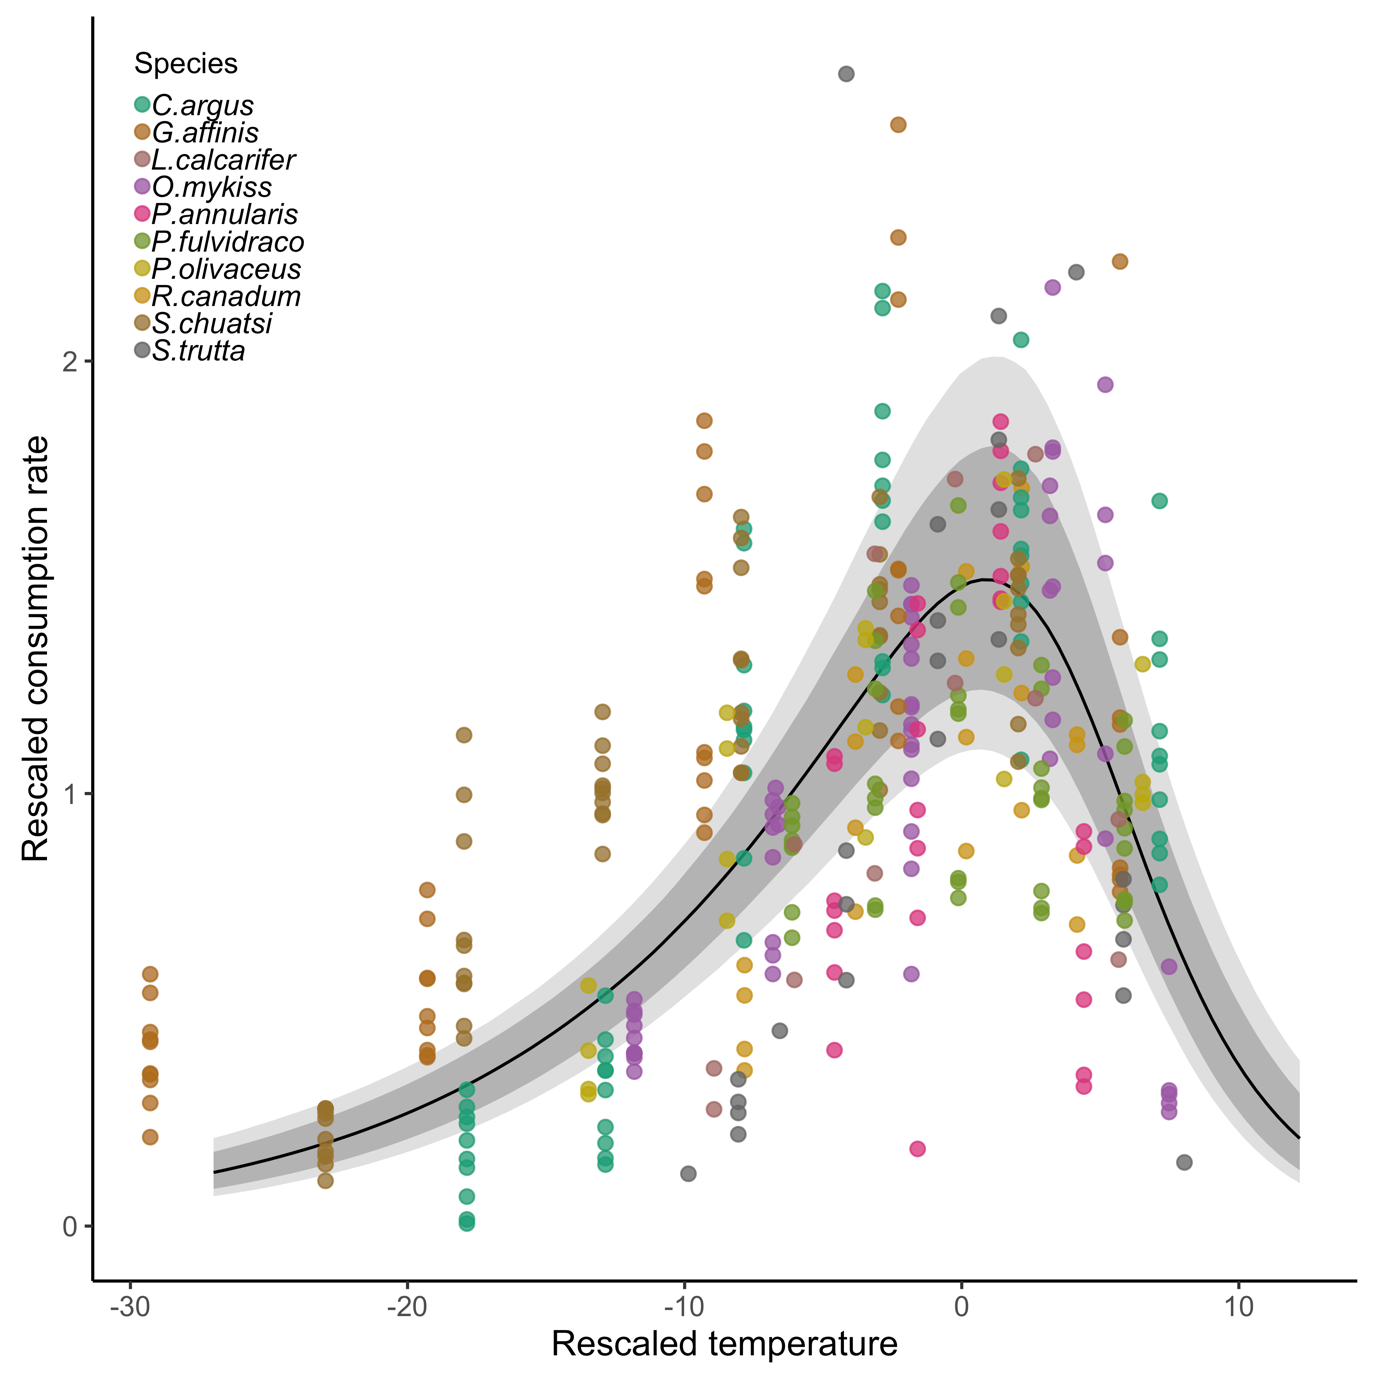 Species
C.argus
G.affinis
L.calcarifer
O.mykiss
P.annularis
P.fulvidraco
P.olivaceus
R.canadum
S.chuatsi
S.trutta
Rescaled consumption rate
2
1
0
-30 -20 -10 0 10
Rescaled temperature